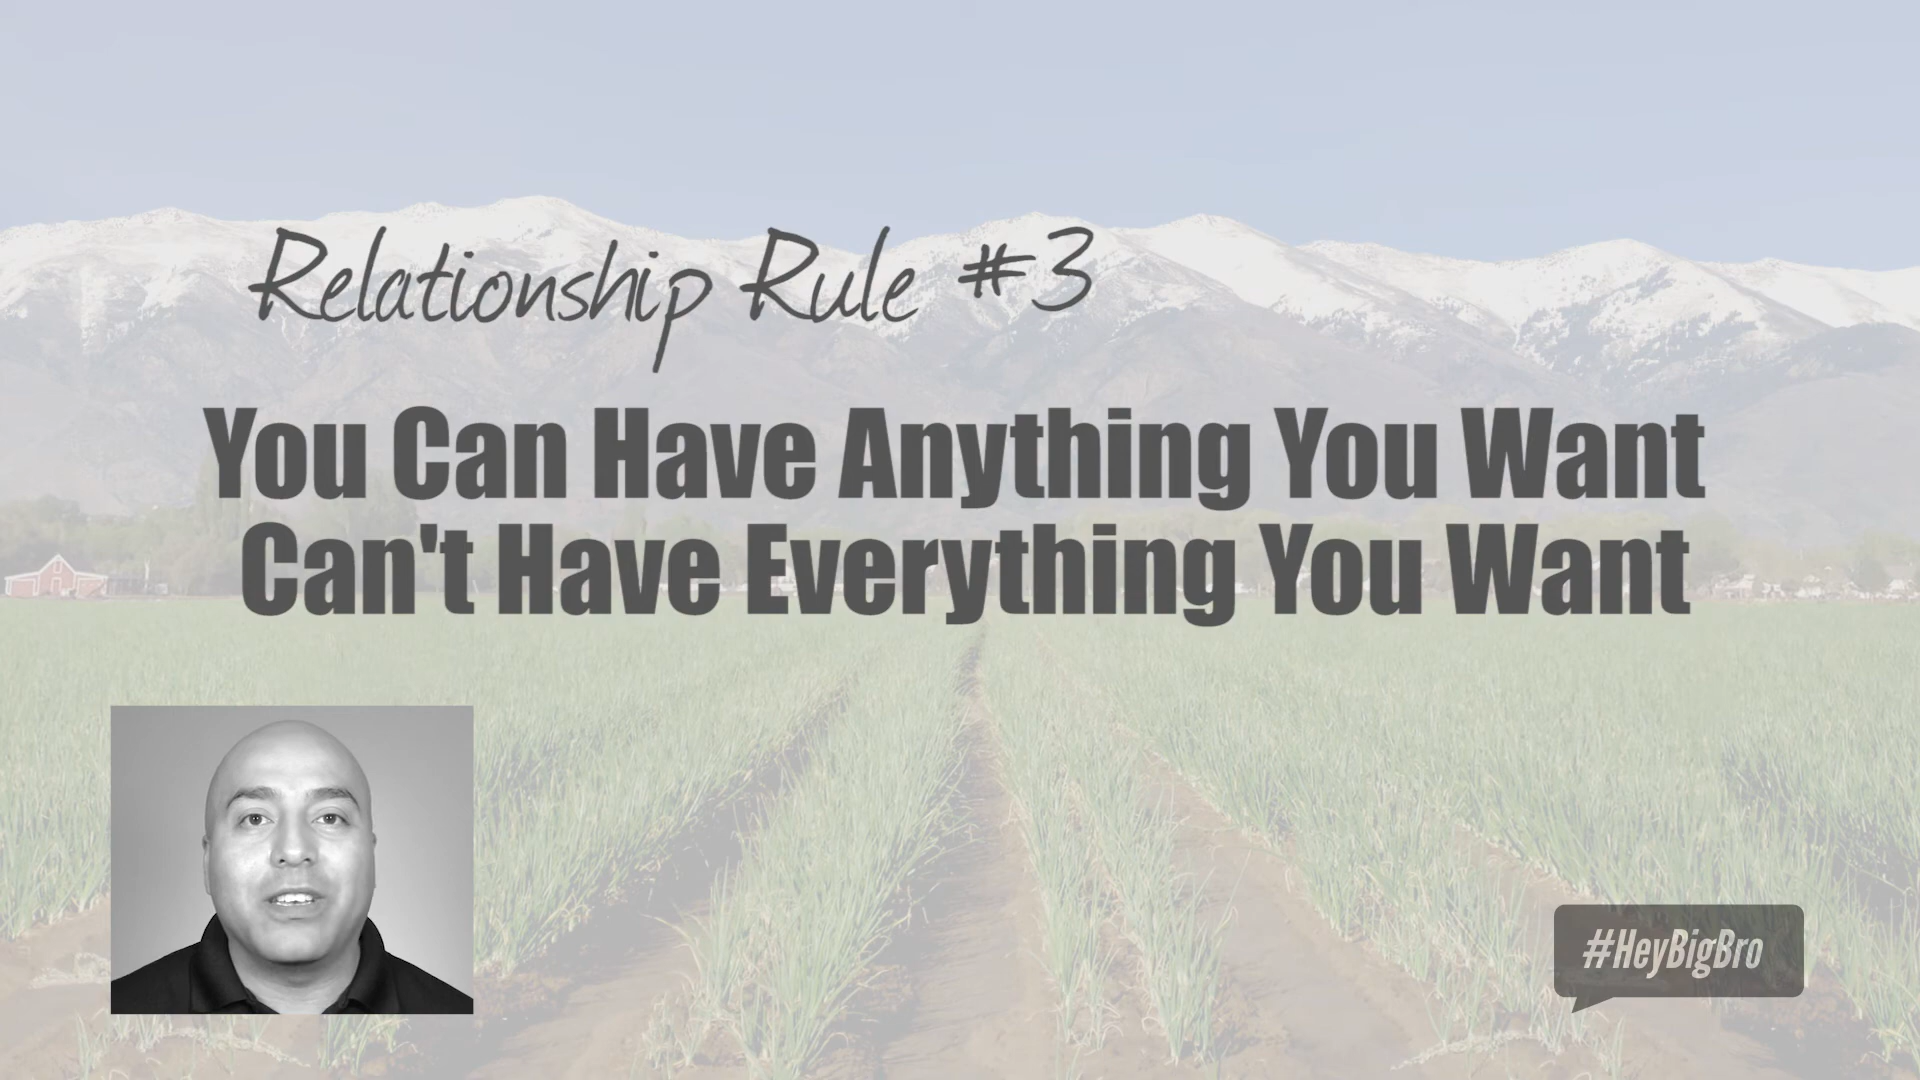 Relationship Rule #3
You Can Have Anything You Want
Can't Have Everything You Want
#HeyBigBro